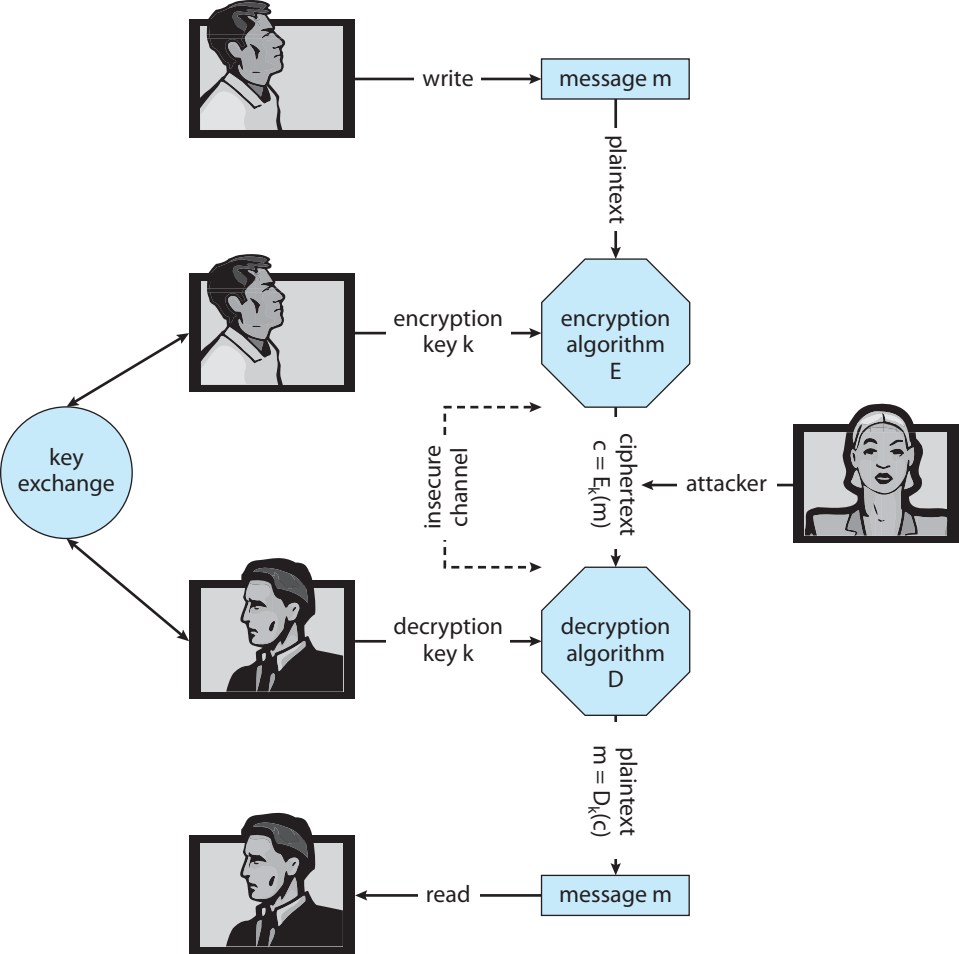 write
message m
plaintext
encryption
key k
encryption
algorithm
E
key
exchange
insecure
channel
ciphertext
c = Eₖ(m)
attacker
decryption
key k
decryption
algorithm
D
plaintext
m = Dₖ(c)
read
message m